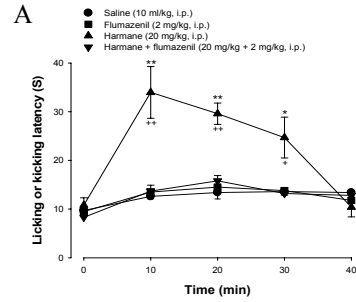 A
Saline (10 ml/kg, i.p.)
Flumazenil (2 mg/kg, i.p.)
Harmane (20 mg/kg, i.p.)
Harmane + flumazenil (20 mg/kg + 2 mg/kg, i.p.)
Licking or kicking latency (S)
40
30
20
10
0
**
++
**
++
*
+
0 10 20 30 40
Time (min)